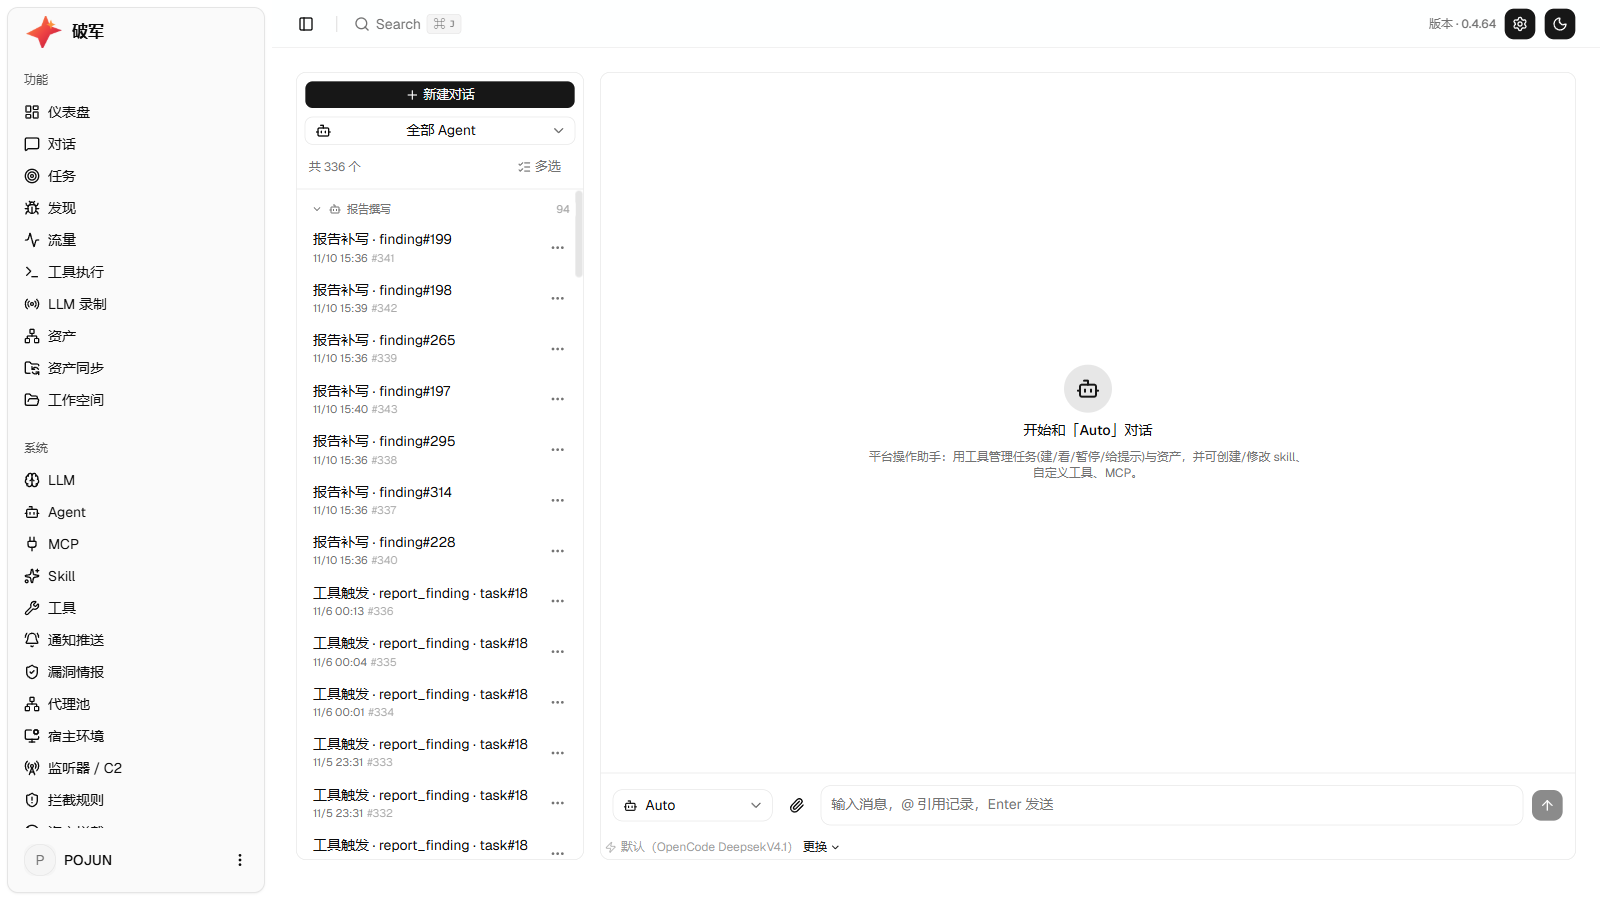 破军
功能
仪表盘
对话
任务
发现
流量
工具执行
LLM 录制
资产
资产同步
工作空间
系统
LLM
Agent
MCP
Skill
工具
通知推送
漏洞情报
代理池
宿主环境
监听器 / C2
拦截规则
P POJUN
Search ⌘ J
版本 · 0.4.64
新建对话
全部 Agent
共 336 个 多选
报告撰写 94
报告补写 · finding#199
11/10 15:36 #341
报告补写 · finding#198
11/10 15:39 #342
报告补写 · finding#265
11/10 15:36 #339
报告补写 · finding#197
11/10 15:40 #343
报告补写 · finding#295
11/10 15:36 #338
报告补写 · finding#314
11/10 15:36 #337
报告补写 · finding#228
11/10 15:36 #340
工具触发 · report_finding · task#18
11/6 00:13 #336
工具触发 · report_finding · task#18
11/6 00:04 #335
工具触发 · report_finding · task#18
11/6 00:01 #334
工具触发 · report_finding · task#18
11/5 23:31 #333
工具触发 · report_finding · task#18
11/5 23:31 #332
工具触发 · report_finding · task#18
开始和「Auto」对话
平台操作助手：用工具管理任务(建/看/暂停/给提示)与资产，并可创建/修改 skill、
自定义工具、MCP。
Auto
输入消息，@ 引用记录，Enter 发送
默认（OpenCode DeepsekV4.1） 更换